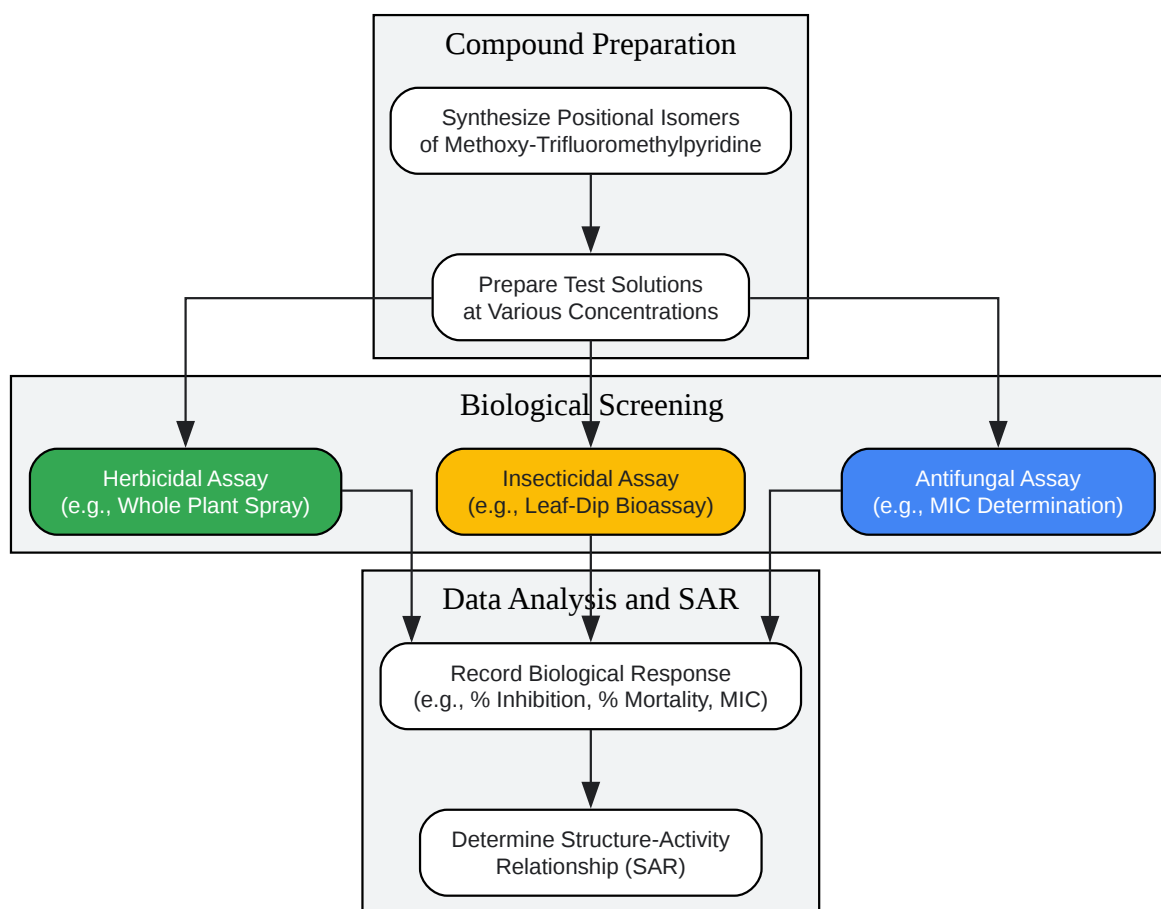 Compound Preparation
Synthesize Positional Isomers
of Methoxy-Trifluoromethylpyridine
Prepare Test Solutions
at Various Concentrations
Biological Screening
Herbicidal Assay
(e.g., Whole Plant Spray)
Insecticidal Assay
(e.g., Leaf-Dip Bioassay)
Antifungal Assay
(e.g., MIC Determination)
Data Analysis and SAR
Record Biological Response
(e.g., % Inhibition, % Mortality, MIC)
Determine Structure-Activity
Relationship (SAR)